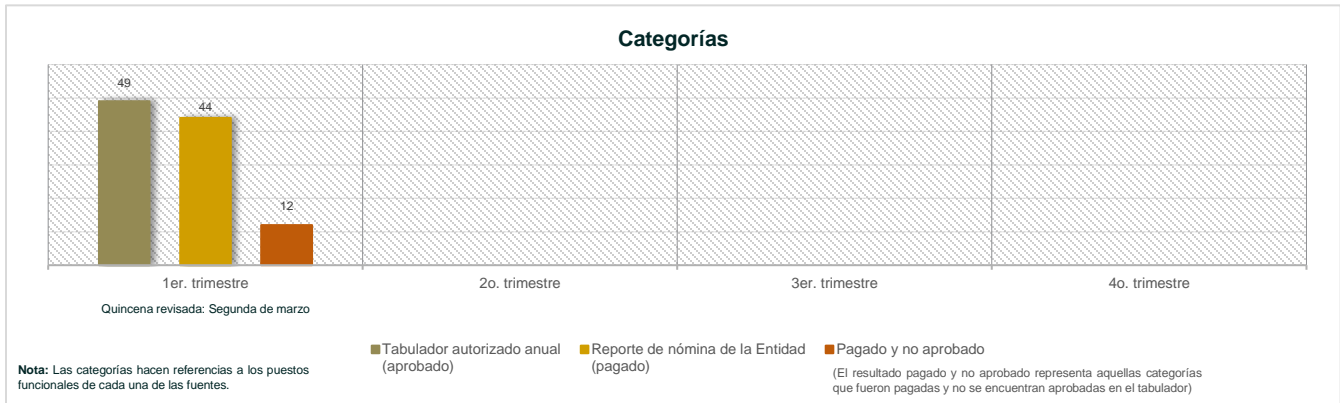 Categorías
49
44
12
1er. trimestre
2o. trimestre
3er. trimestre
4o. trimestre
Quincena revisada: Segunda de marzo
Tabulador autorizado anual
(aprobado)
Reporte de nómina de la Entidad
(pagado)
Pagado y no aprobado
(El resultado pagado y no aprobado representa aquellas categorías
que fueron pagadas y no se encuentran aprobadas en el tabulador)
Nota: Las categorías hacen referencias a los puestos
funcionales de cada una de las fuentes.